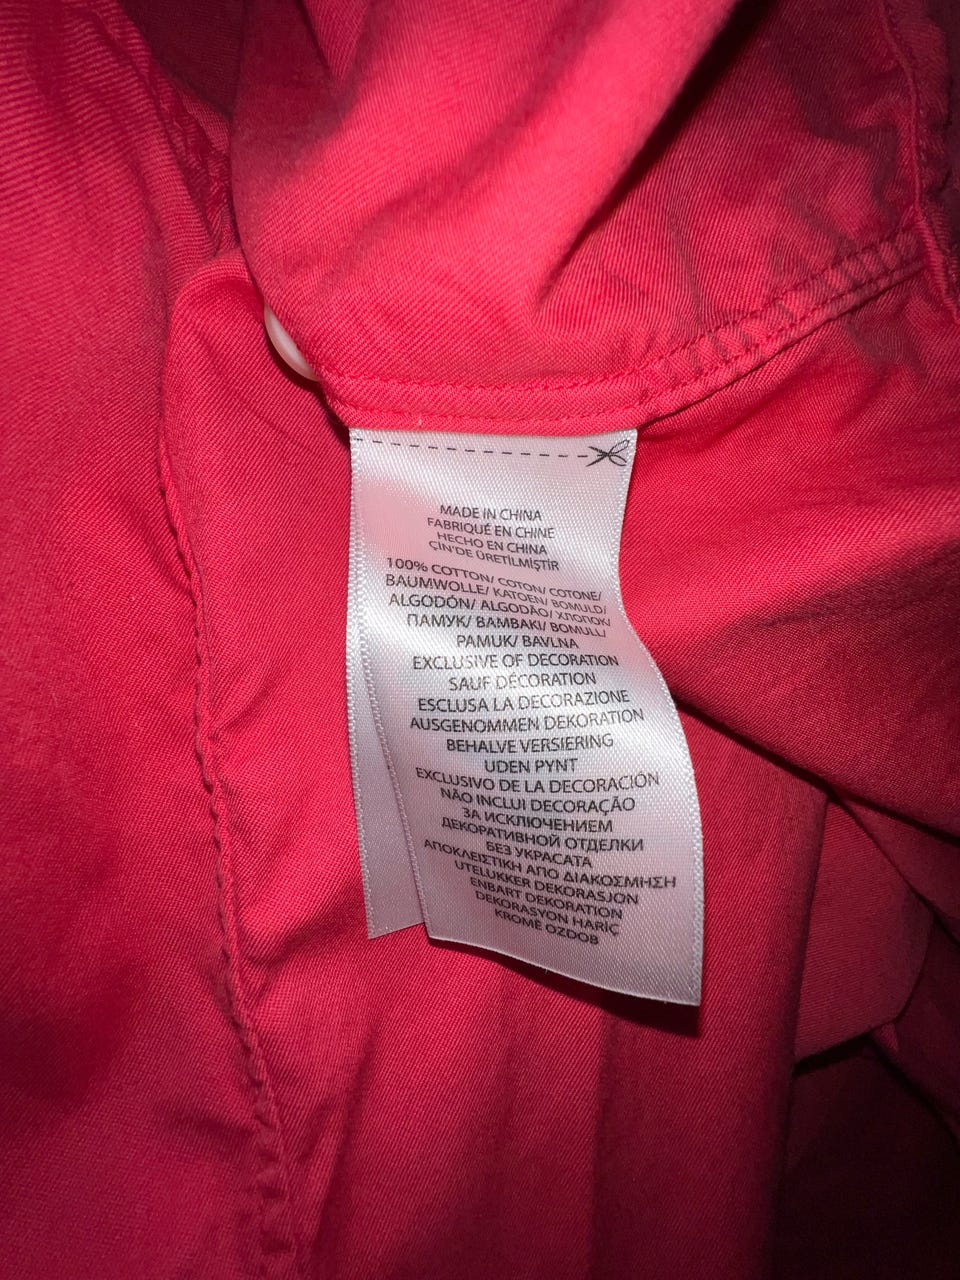 MADE IN CHINA
FABRIQUÉ EN CHINE
HECHO EN CHINA
ÇİN'DE ÜRETİLMİŞTİR
100% COTTON/ COTON/ COTONE/
BAUMWOLLE/ KATOEN/ BOMULD/
ALGODÓN/ ALGODÃO/ ХЛОПОК/
ПАМУК/ ΒΑΜΒΑΚΙ/ BOMULL/
PAMUK/ BAVLNA
EXCLUSIVE OF DECORATION
SAUF DÉCORATION
ESCLUSA LA DECORAZIONE
AUSGENOMMEN DEKORATION
BEHALVE VERSIERING
UDEN PYNT
EXCLUSIVO DE LA DECORACIÓN
NÃO INCLUI DECORAÇÃO
ЗА ИСКЛЮЧЕНИЕМ
ДЕКОРАТИВНОЙ ОТДЕЛКИ
БЕЗ УКРАСАТА
ΑΠΟΚΛΕΙΣΤΙΚΗ ΑΠΟ ΔΙΑΚΟΣΜΗΣΗ
UTELUKKER DEKORASJON
ENBART DEKORATION
DEKORASYON HARİÇ
KROMĚ OZDOB